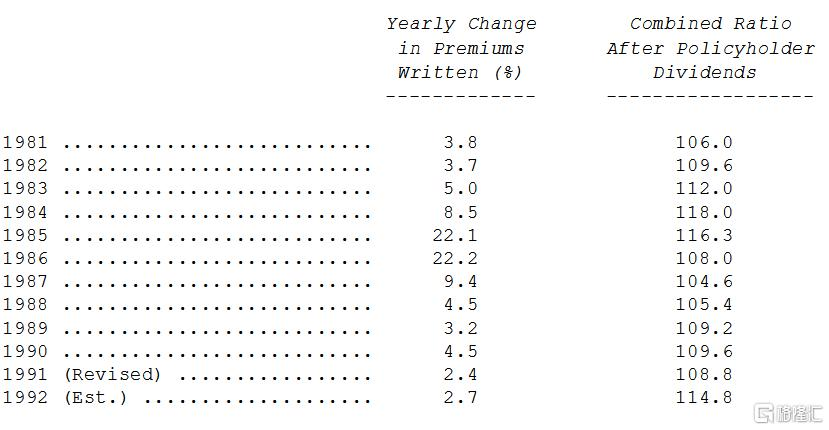 Yearly Change Combined Ratio
in Premiums After Policyholder
Written (%) Dividends
------------- ------------------
1981 ........................... 3.8 106.0
1982 ........................... 3.7 109.6
1983 ........................... 5.0 112.0
1984 ........................... 8.5 118.0
1985 ........................... 22.1 116.3
1986 ........................... 22.2 108.0
1987 ........................... 9.4 104.6
1988 ........................... 4.5 105.4
1989 ........................... 3.2 109.2
1990 ........................... 4.5 109.6
1991 (Revised) ................. 2.4 108.8
1992 (Est.) .................... 2.7 114.8
格隆汇